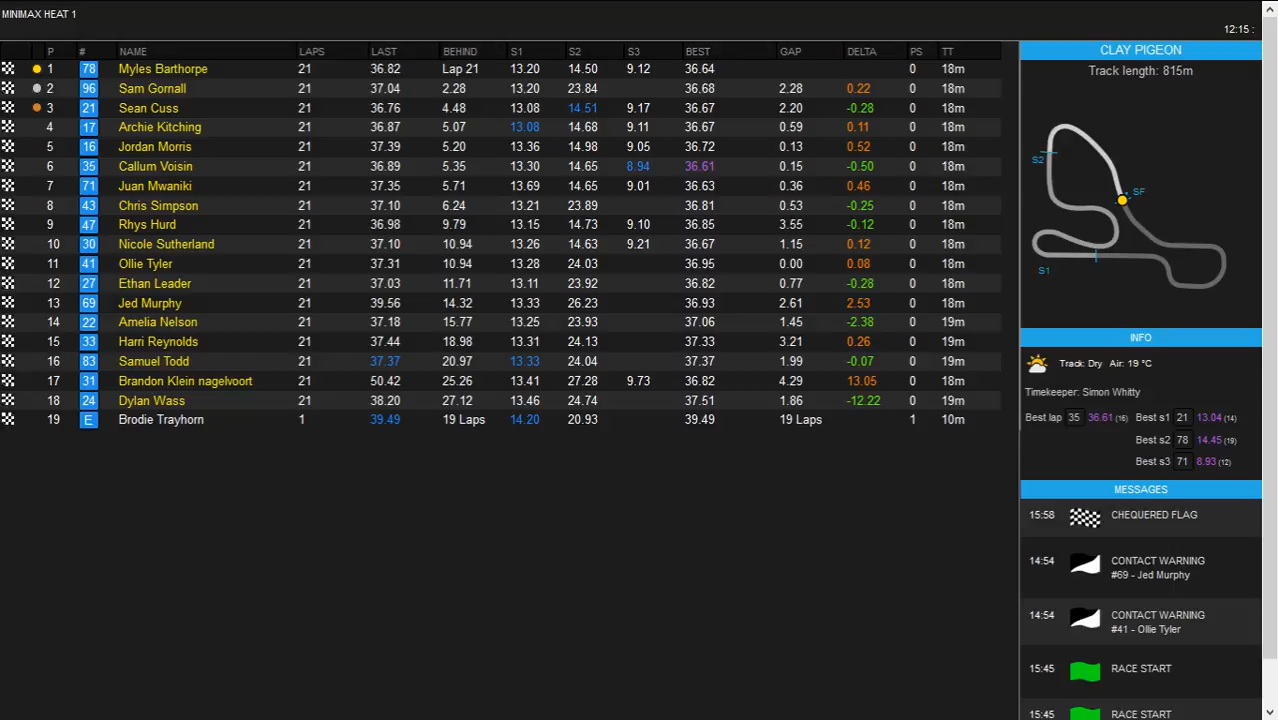 MINIMAX HEAT 1
12:15 :
P # NAME LAPS LAST BEHIND S1 S2 S3 BEST GAP DELTA PS TT
1 78 Myles Barthorpe 21 36.82 Lap 21 13.20 14.50 9.12 36.64 0 18m
2 96 Sam Gornall 21 37.04 2.28 13.20 23.84 36.68 2.28 0.22 0 18m
3 21 Sean Cuss 21 36.76 4.48 13.08 14.51 9.17 36.67 2.20 -0.28 0 18m
4 17 Archie Kitching 21 36.87 5.07 13.08 14.68 9.11 36.67 0.59 0.11 0 18m
5 16 Jordan Morris 21 37.39 5.20 13.36 14.98 9.05 36.72 0.13 0.52 0 18m
6 35 Callum Voisin 21 36.89 5.35 13.30 14.65 8.94 36.61 0.15 -0.50 0 18m
7 71 Juan Mwaniki 21 37.35 5.71 13.69 14.65 9.01 36.63 0.36 0.46 0 18m
8 43 Chris Simpson 21 37.10 6.24 13.21 23.89 36.81 0.53 -0.25 0 18m
9 47 Rhys Hurd 21 36.98 9.79 13.15 14.73 9.10 36.85 3.55 -0.12 0 18m
10 30 Nicole Sutherland 21 37.10 10.94 13.26 14.63 9.21 36.67 1.15 0.12 0 18m
11 41 Ollie Tyler 21 37.31 10.94 13.28 24.03 36.95 0.00 0.08 0 18m
12 27 Ethan Leader 21 37.03 11.71 13.11 23.92 36.82 0.77 -0.28 0 18m
13 69 Jed Murphy 21 39.56 14.32 13.33 26.23 36.93 2.61 2.53 0 18m
14 22 Amelia Nelson 21 37.18 15.77 13.25 23.93 37.06 1.45 -2.38 0 19m
15 33 Harri Reynolds 21 37.44 18.98 13.31 24.13 37.33 3.21 0.26 0 19m
16 83 Samuel Todd 21 37.37 20.97 13.33 24.04 37.37 1.99 -0.07 0 19m
17 31 Brandon Klein nagelvoort 21 50.42 25.26 13.41 27.28 9.73 36.82 4.29 13.05 0 18m
18 24 Dylan Wass 21 38.20 27.12 13.46 24.74 37.51 1.86 -12.22 0 19m
19 E Brodie Trayhorn 1 39.49 19 Laps 14.20 20.93 39.49 19 Laps 1 10m
CLAY PIGEON
Track length: 815m
S2
SF
S1
INFO
Track: Dry Air: 19 °C
Timekeeper: Simon Whitty
Best lap 35 36.61 (16) Best s1 21 13.04 (14)
Best s2 78 14.45 (19)
Best s3 71 8.93 (12)
MESSAGES
15:58 CHEQUERED FLAG
14:54 CONTACT WARNING
#69 - Jed Murphy
14:54 CONTACT WARNING
#41 - Ollie Tyler
15:45 RACE START
15:45 RACE START